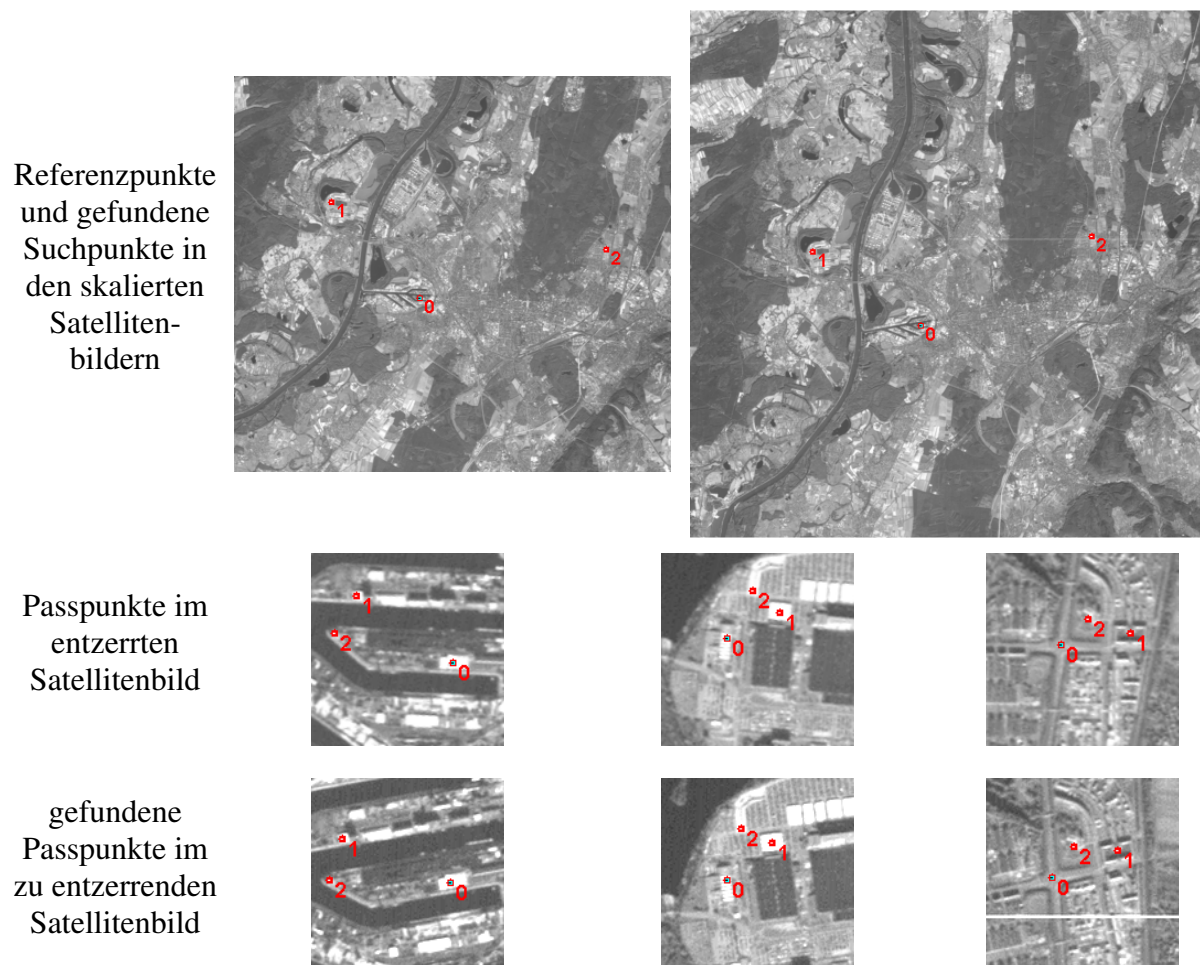 Referenzpunkte
und gefundene
Suchpunkte in
den skalierten
Satelliten-
bildern
1
2
0
1
2
0
Passpunkte im
entzerrten
Satellitenbild
1
2
0
2
1
0
2
1
0
gefundene
Passpunkte im
zu entzerrenden
Satellitenbild
1
2
0
2
1
0
2
1
0